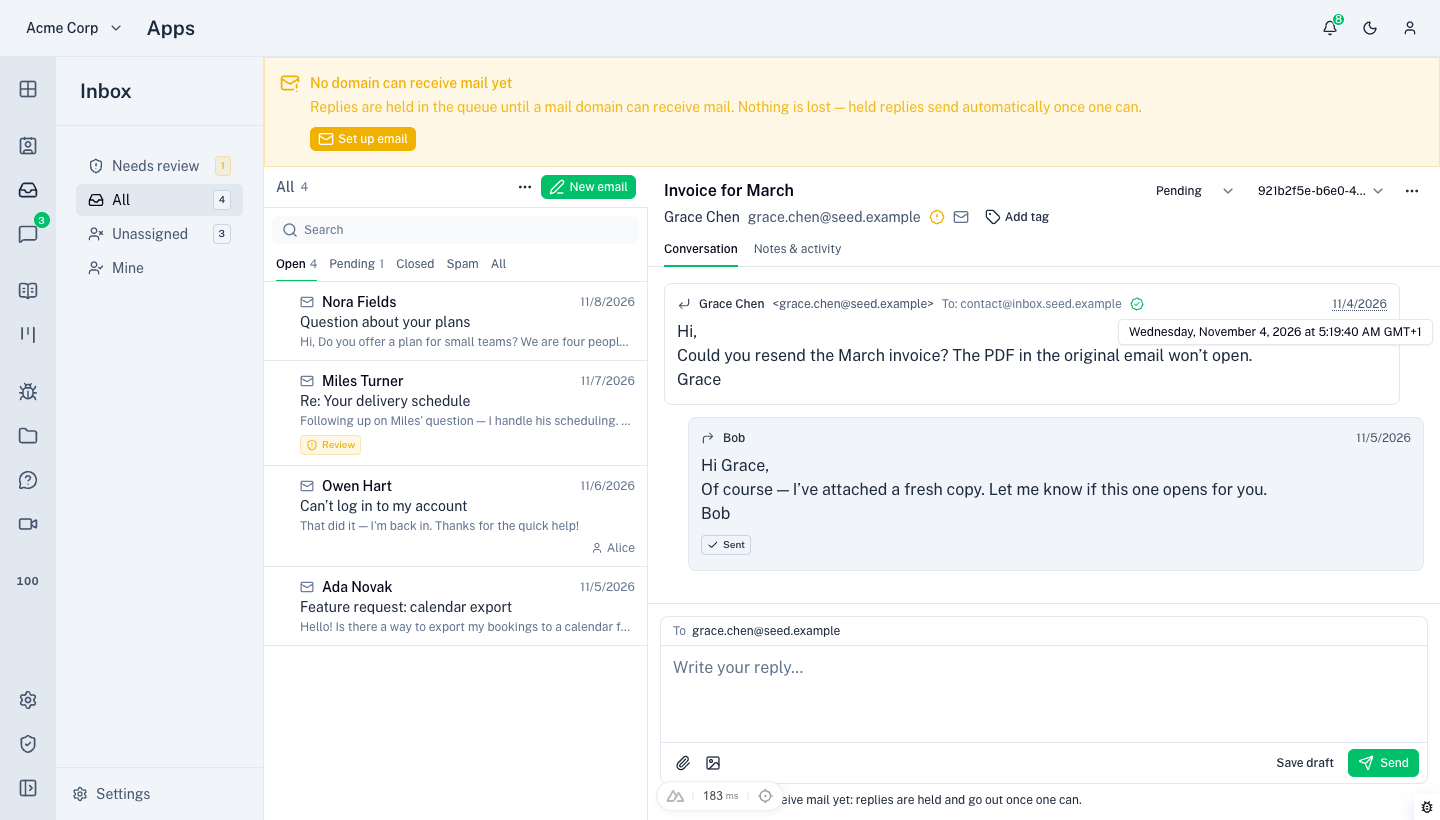 Acme Corp
Apps
8
Inbox
Needs review 1
All 4
Unassigned 3
Mine
3
100
Settings
No domain can receive mail yet
Replies are held in the queue until a mail domain can receive mail. Nothing is lost — held replies send automatically once one can.
Set up email
All 4
New email
Search
Open 4 Pending 1 Closed Spam All
Nora Fields 11/8/2026
Question about your plans
Hi, Do you offer a plan for small teams? We are four peopl…
Miles Turner 11/7/2026
Re: Your delivery schedule
Following up on Miles’ question — I handle his scheduling. …
Review
Owen Hart 11/6/2026
Can’t log in to my account
That did it — I’m back in. Thanks for the quick help!
Alice
Ada Novak 11/5/2026
Feature request: calendar export
Hello! Is there a way to export my bookings to a calendar f…
Invoice for March
Pending
921b2f5e-b6e0-4…
Grace Chen grace.chen@seed.example
Add tag
Conversation Notes & activity
Grace Chen <grace.chen@seed.example> To: contact@inbox.seed.example 11/4/2026
Wednesday, November 4, 2026 at 5:19:40 AM GMT+1
Hi,
Could you resend the March invoice? The PDF in the original email won’t open.
Grace
Bob 11/5/2026
Hi Grace,
Of course — I’ve attached a fresh copy. Let me know if this one opens for you.
Bob
Sent
To grace.chen@seed.example
Write your reply…
Save draft
Send
183 ms
eive mail yet: replies are held and go out once one can.